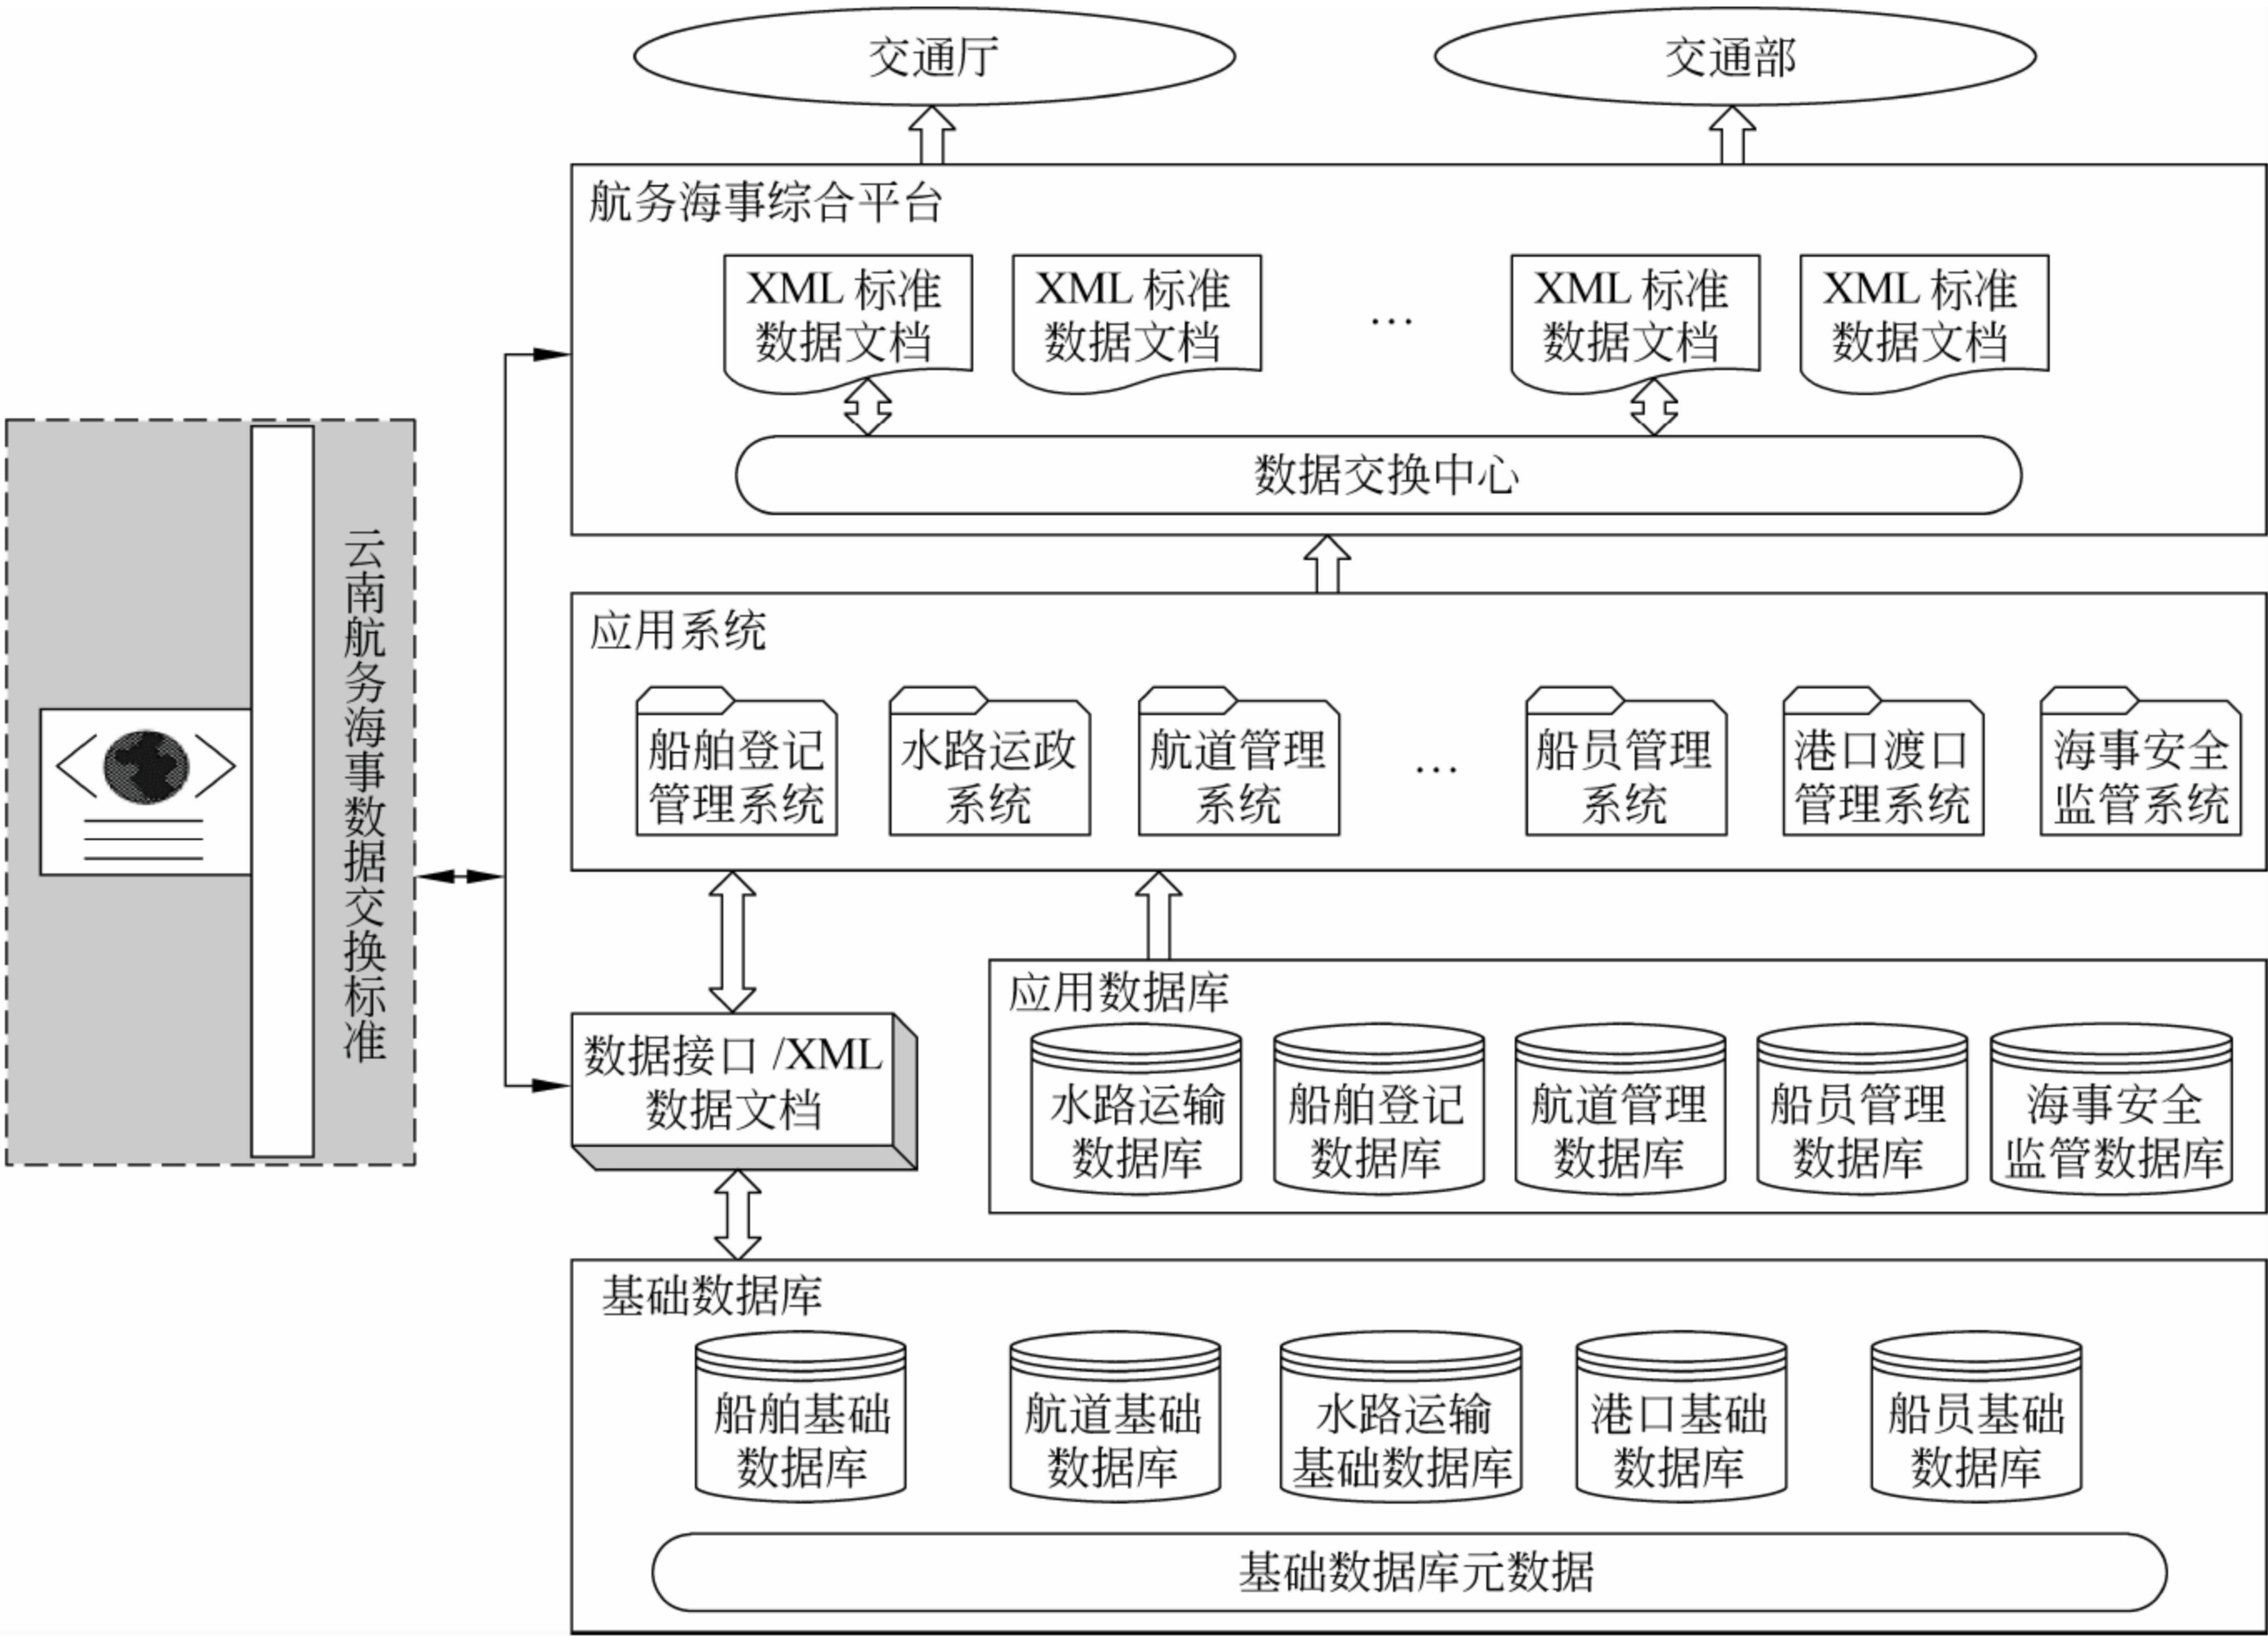 交通厅
交通部
航务海事综合平台
XML 标准
数据文档
XML 标准
数据文档
…
XML 标准
数据文档
XML 标准
数据文档
数据交换中心
云南航务海事数据交换标准
应用系统
船舶登记
管理系统
水路运政
系统
航道管理
系统
…
船员管理
系统
港口渡口
管理系统
海事安全
监管系统
数据接口 /XML
数据文档
应用数据库
水路运输
数据库
船舶登记
数据库
航道管理
数据库
船员管理
数据库
海事安全
监管数据库
基础数据库
船舶基础
数据库
航道基础
数据库
水路运输
基础数据库
港口基础
数据库
船员基础
数据库
基础数据库元数据